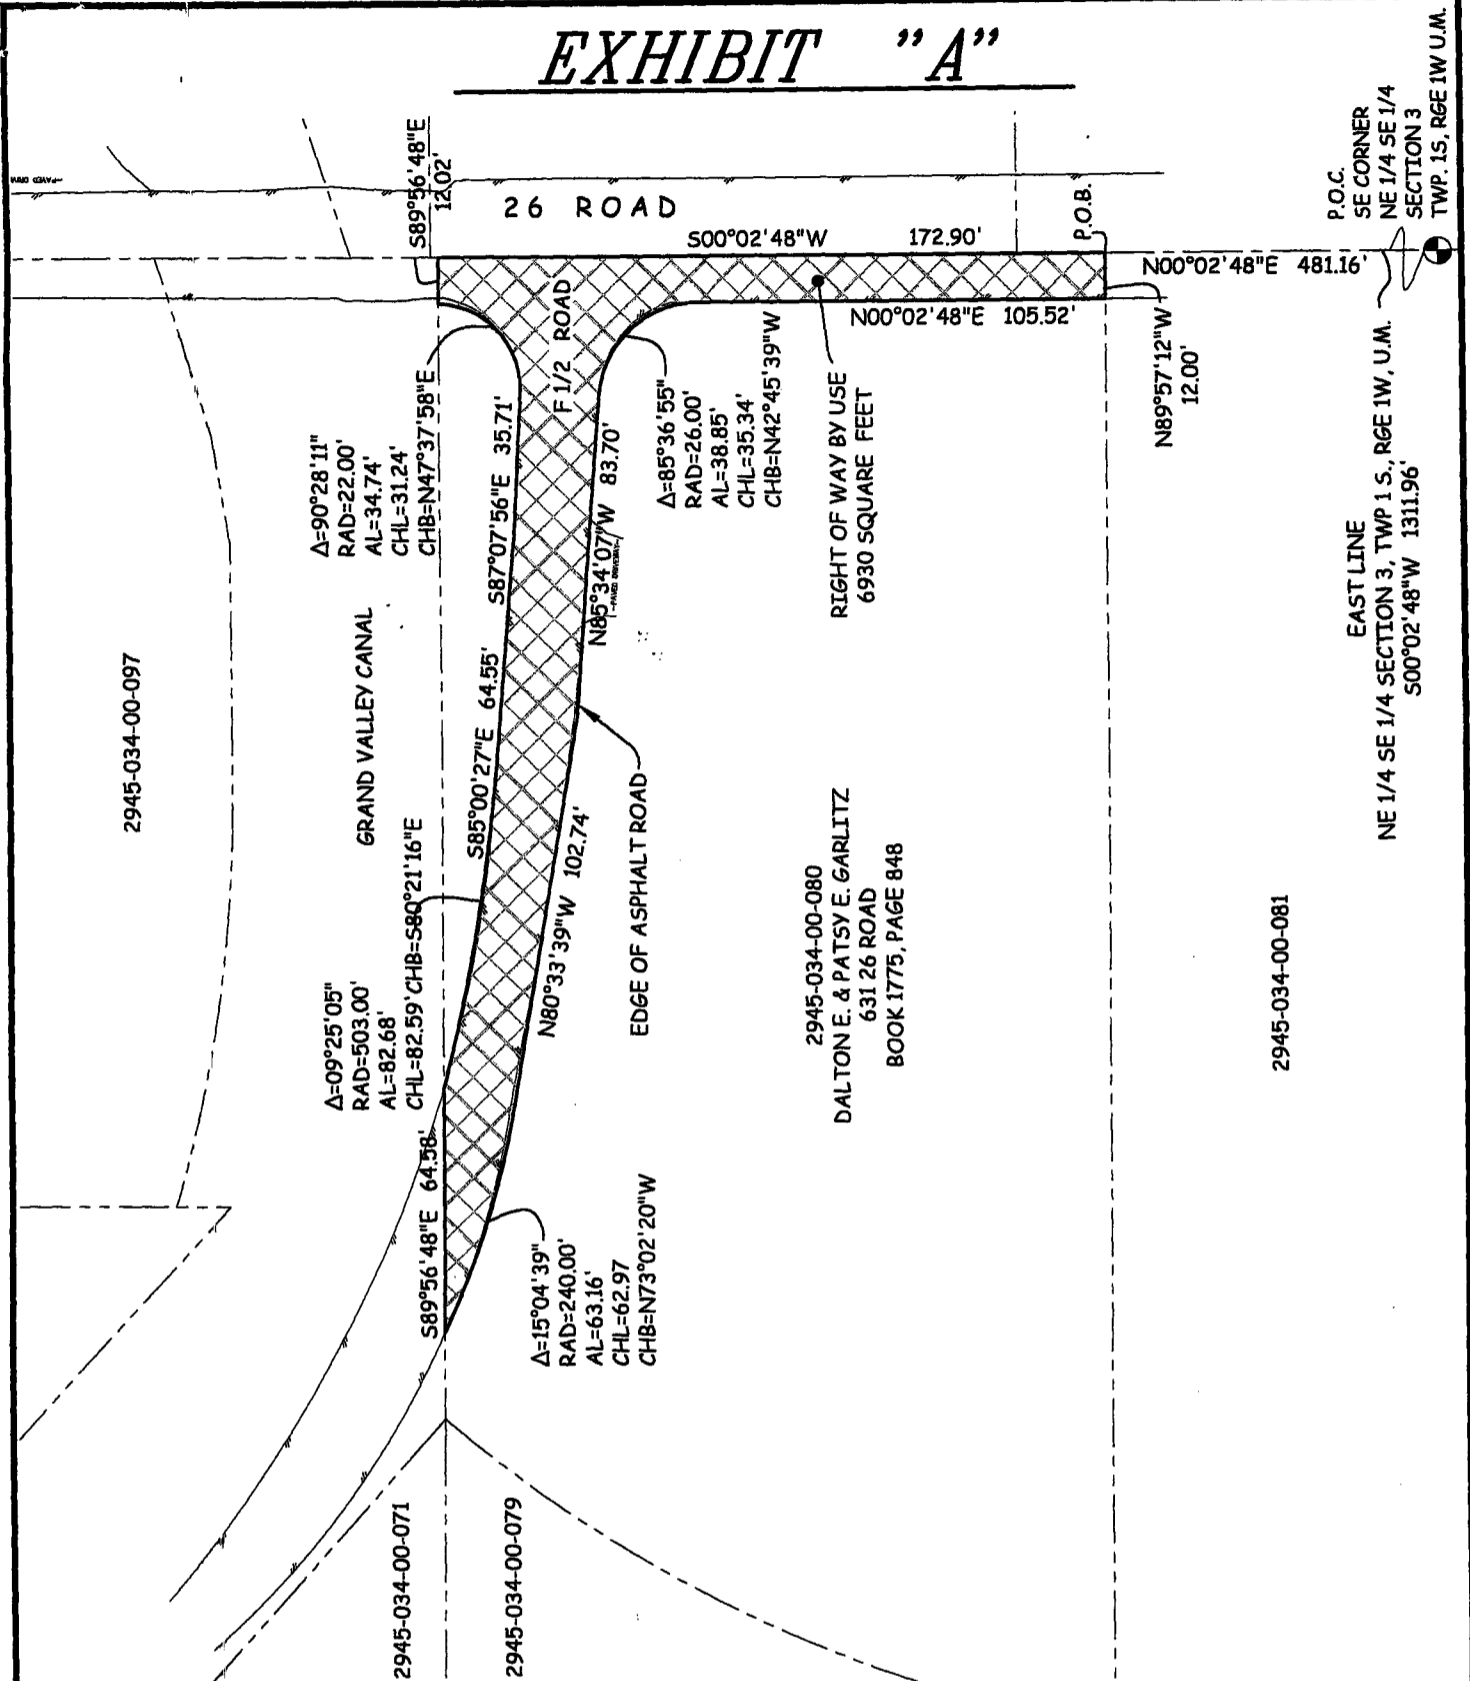 EXHIBIT "A"
P.O.C.
SE CORNER
NE 1/4 SE 1/4
SECTION 3
TWP. 1S, RGE 1W U.M.
S89°56'48"E
12.02'
26 ROAD
S00°02'48"W 172.90'
P.O.B.
N00°02'48"E 481.16'
N00°02'48"E 105.52'
N89°57'12"W
12.00'
F 1/2 ROAD
Δ=90°28'11"
RAD=22.00'
AL=34.74'
CHL=31.24'
CHB=N47°37'58"E
S87°07'56"E 35.71'
N85°34'07"W 83.70'
Δ=85°36'55"
RAD=26.00'
AL=38.85'
CHL=35.34'
CHB=N42°45'39"W
RIGHT OF WAY BY USE
6930 SQUARE FEET
EAST LINE
NE 1/4 SE 1/4 SECTION 3, TWP 1 S, RGE 1W, U.M.
S00°02'48"W 1311.96'
2945-034-00-097
GRAND VALLEY CANAL
S85°00'27"E 64.55'
Δ=09°25'05"
RAD=503.00'
AL=82.68'
CHL=82.59' CHB=S80°21'16"E
N80°33'39"W 102.74'
EDGE OF ASPHALT ROAD
2945-034-00-080
DALTON E. & PATSY E. GARLITZ
631 26 ROAD
BOOK 1775, PAGE 848
2945-034-00-081
S89°56'48"E 64.58'
Δ=15°04'39"
RAD=240.00'
AL=63.16'
CHL=62.97
CHB=N73°02'20"W
2945-034-00-071
2945-034-00-079